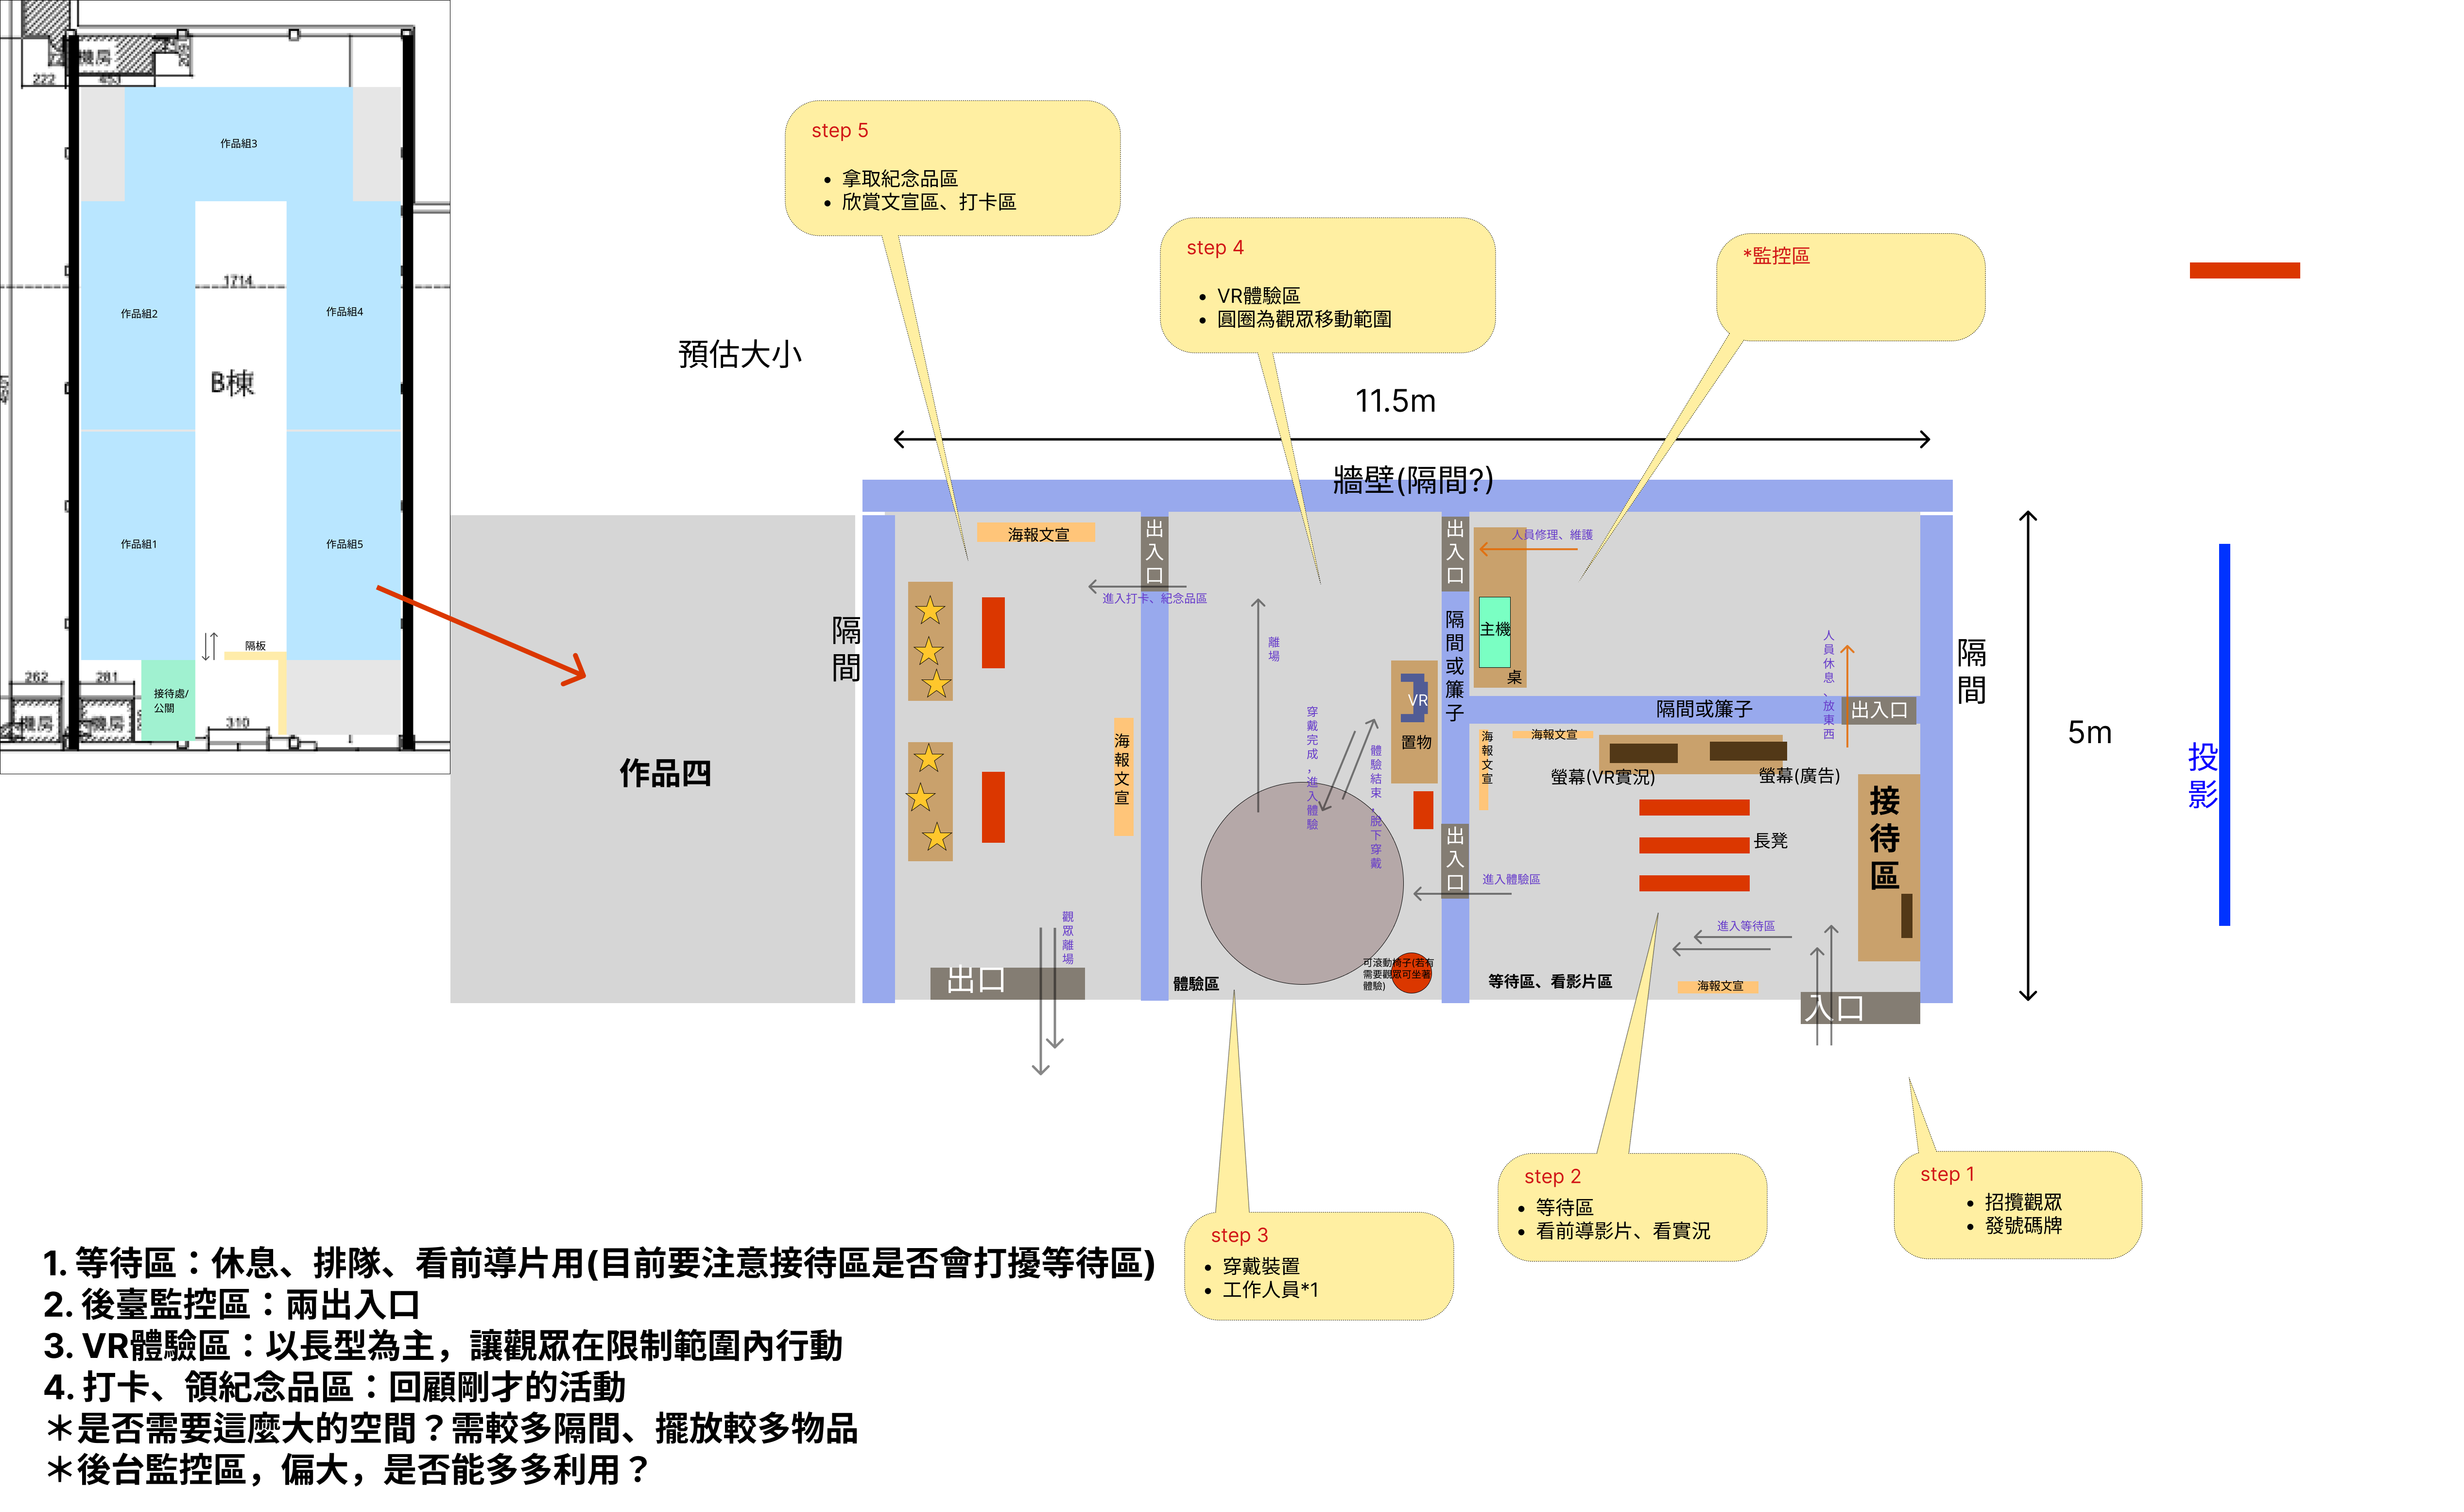 機房
222
453
209
作品組3
1714
作品組2
作品組4
B棟
作品組1
作品組5
隔板
262
281
接待處/
公關
310
機房
機房
step 5
拿取紀念品區
欣賞文宣區、打卡區
step 4
VR體驗區
圓圈為觀眾移動範圍
*監控區
預估大小
11.5m
牆壁(隔間?)
海報文宣
出入口
出入口
人員修理、維護
進入打卡、紀念品區
隔間
隔間或簾子
主機
桌
離場
人員休息、放東西
隔間
5m
投影
VR
置物
穿戴完成,進入體驗
體驗結束,脫下穿戴
隔間或簾子
出入口
海報文宣
海報文宣
海報文宣
螢幕(VR實況)
螢幕(廣告)
作品四
接待區
長凳
出入口
進入體驗區
觀眾離場
進入等待區
出口
體驗區
可滾動椅子(若有
需要觀眾可坐著
體驗)
等待區、看影片區
海報文宣
入口
step 1
招攬觀眾
發號碼牌
step 2
等待區
看前導影片、看實況
step 3
穿戴裝置
工作人員*1
1. 等待區：休息、排隊、看前導片用(目前要注意接待區是否會打擾等待區)
2. 後臺監控區：兩出入口
3. VR體驗區：以長型為主，讓觀眾在限制範圍內行動
4. 打卡、領紀念品區：回顧剛才的活動
＊是否需要這麼大的空間？需較多隔間、擺放較多物品
＊後台監控區，偏大，是否能多多利用？